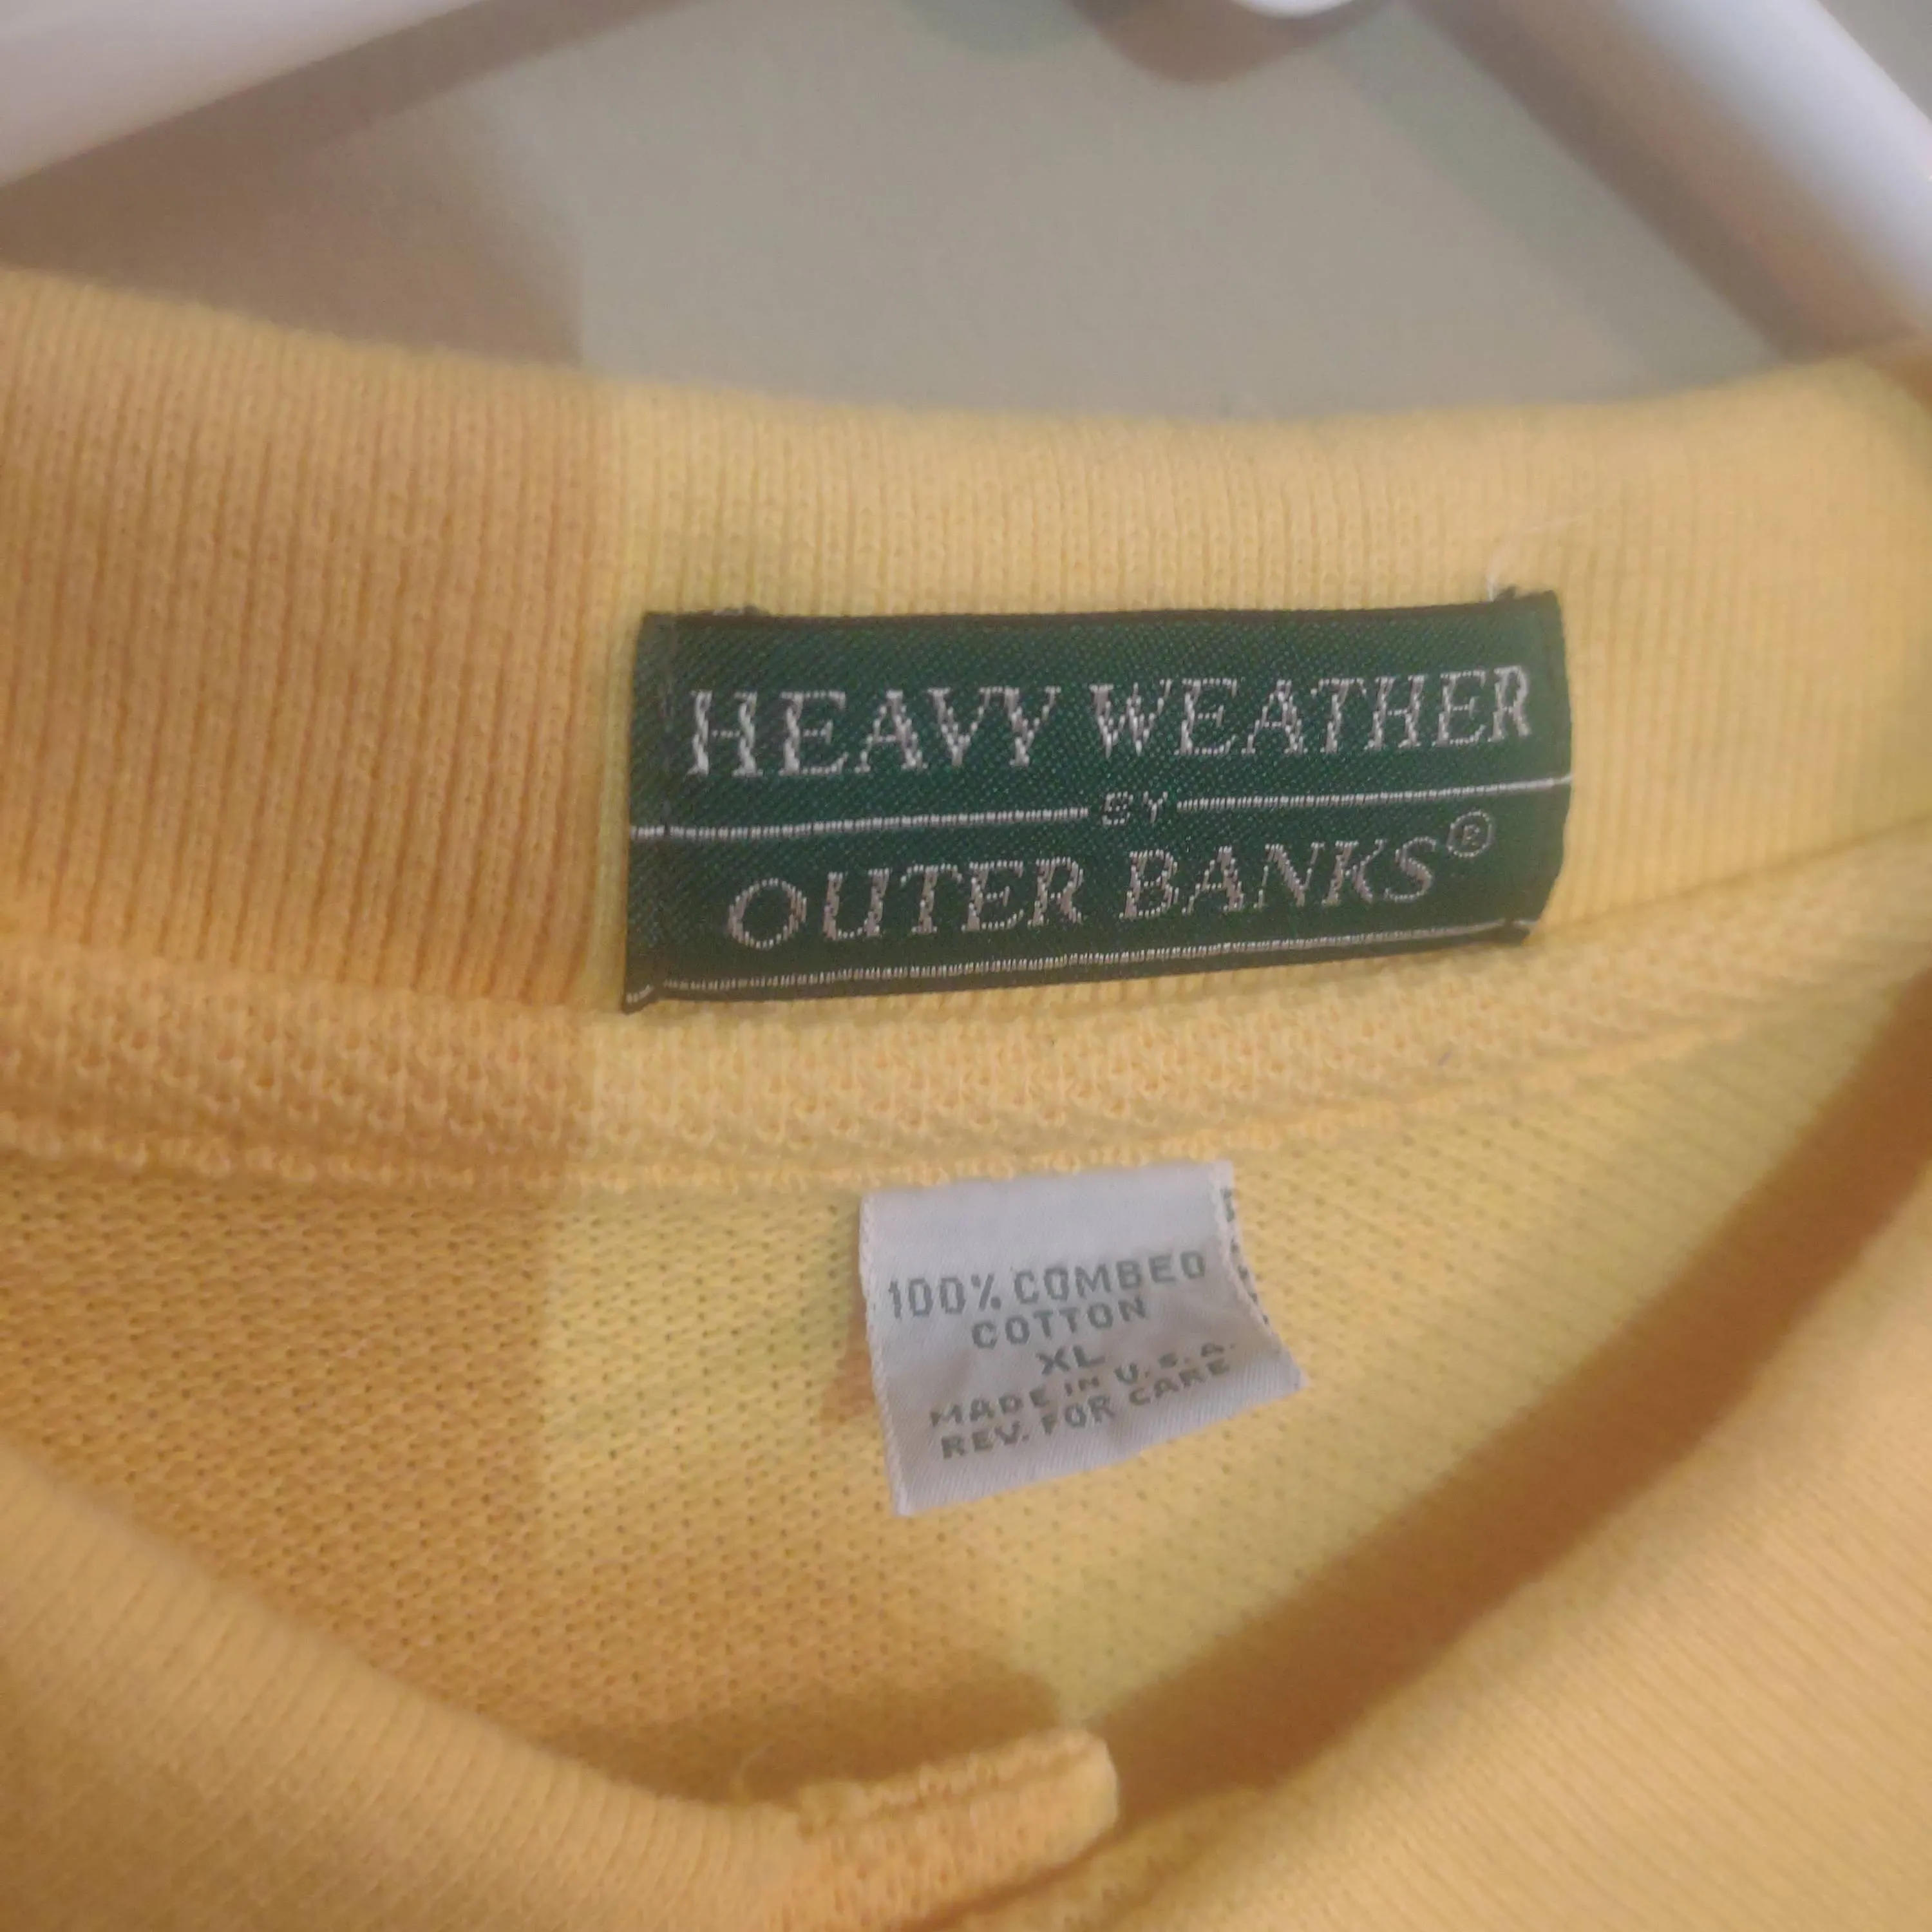 HEAVY WEATHER
BY
OUTER BANKS®
100% COMBED
COTTON
XL
MADE IN U.S.A.
REV. FOR CARE